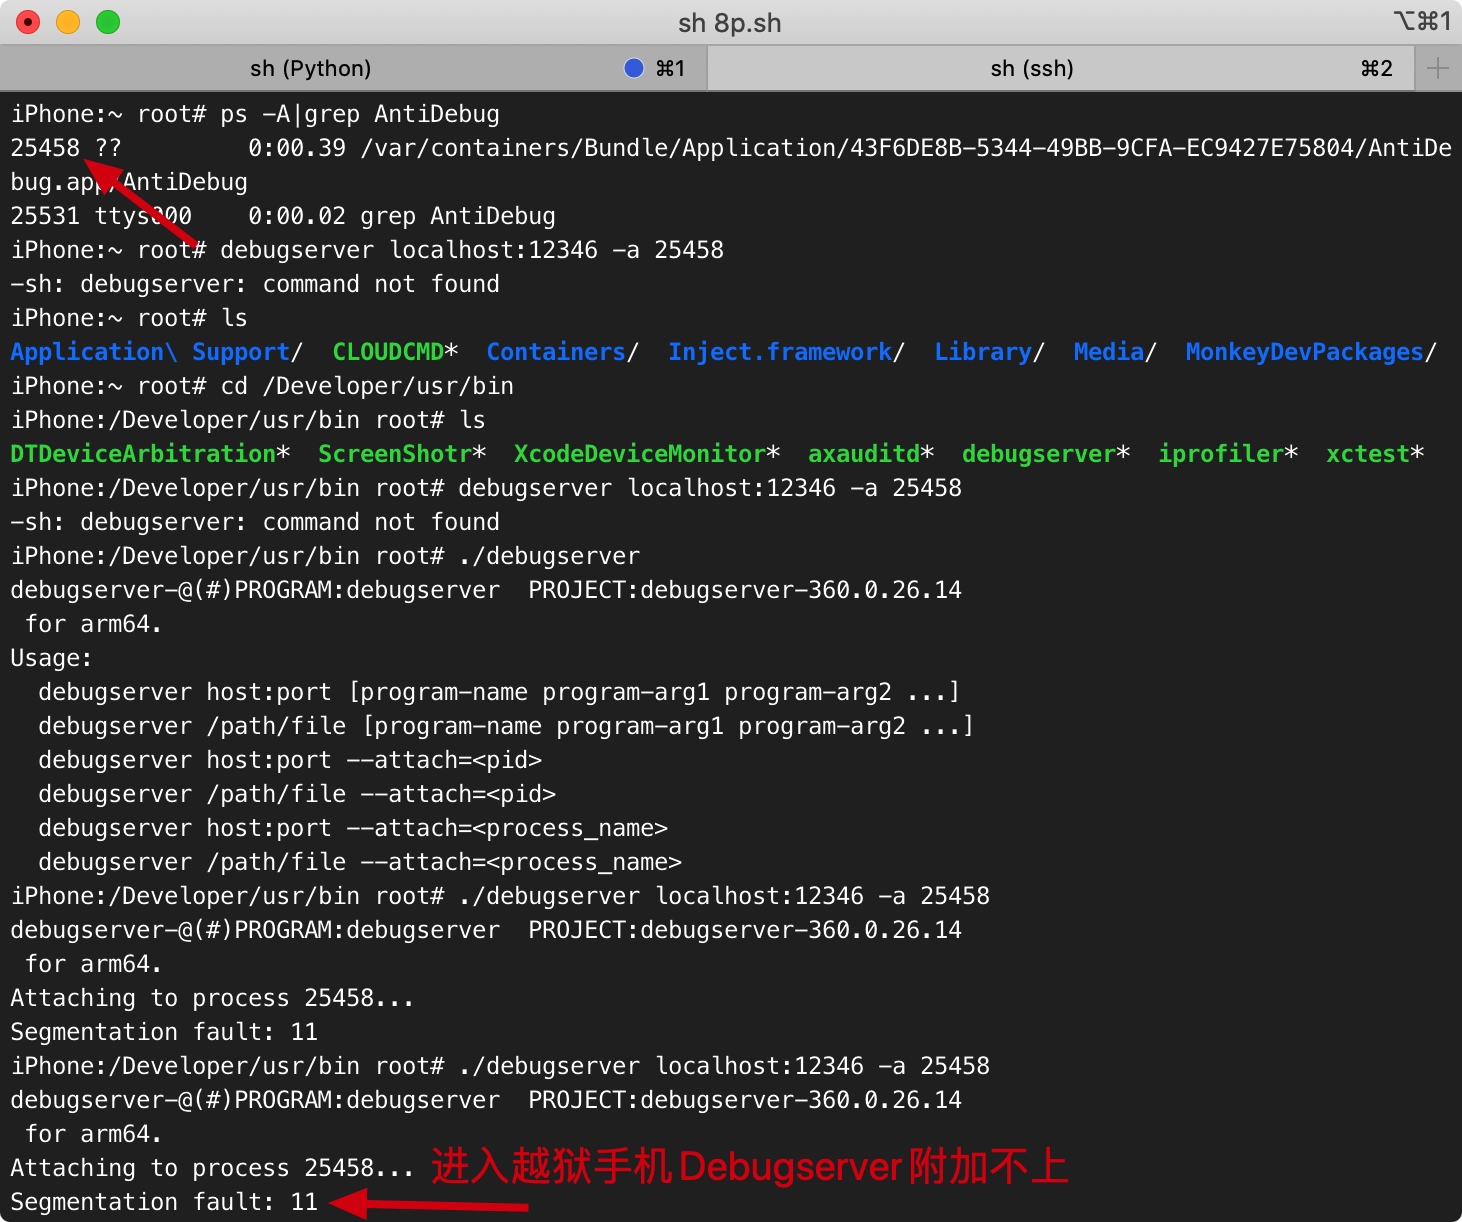 sh 8p.sh
⌥⌘1
sh (Python) ⌘1
sh (ssh) ⌘2
iPhone:~ root# ps -A|grep AntiDebug
25458 ?? 0:00.39 /var/containers/Bundle/Application/43F6DE8B-5344-49BB-9CFA-EC9427E75804/AntiDe
bug.app/AntiDebug
25531 ttys000 0:00.02 grep AntiDebug
iPhone:~ root# debugserver localhost:12346 -a 25458
-sh: debugserver: command not found
iPhone:~ root# ls
Application\ Support/ CLOUDCMD* Containers/ Inject.framework/ Library/ Media/ MonkeyDevPackages/
iPhone:~ root# cd /Developer/usr/bin
iPhone:/Developer/usr/bin root# ls
DTDeviceArbitration* ScreenShotr* XcodeDeviceMonitor* axauditd* debugserver* iprofiler* xctest*
iPhone:/Developer/usr/bin root# debugserver localhost:12346 -a 25458
-sh: debugserver: command not found
iPhone:/Developer/usr/bin root# ./debugserver
debugserver-@(#)PROGRAM:debugserver PROJECT:debugserver-360.0.26.14
for arm64.
Usage:
debugserver host:port [program-name program-arg1 program-arg2 ...]
debugserver /path/file [program-name program-arg1 program-arg2 ...]
debugserver host:port --attach=<pid>
debugserver /path/file --attach=<pid>
debugserver host:port --attach=<process_name>
debugserver /path/file --attach=<process_name>
iPhone:/Developer/usr/bin root# ./debugserver localhost:12346 -a 25458
debugserver-@(#)PROGRAM:debugserver PROJECT:debugserver-360.0.26.14
for arm64.
Attaching to process 25458...
Segmentation fault: 11
iPhone:/Developer/usr/bin root# ./debugserver localhost:12346 -a 25458
debugserver-@(#)PROGRAM:debugserver PROJECT:debugserver-360.0.26.14
for arm64.
Attaching to process 25458... 进入越狱手机Debugserver附加不上
Segmentation fault: 11